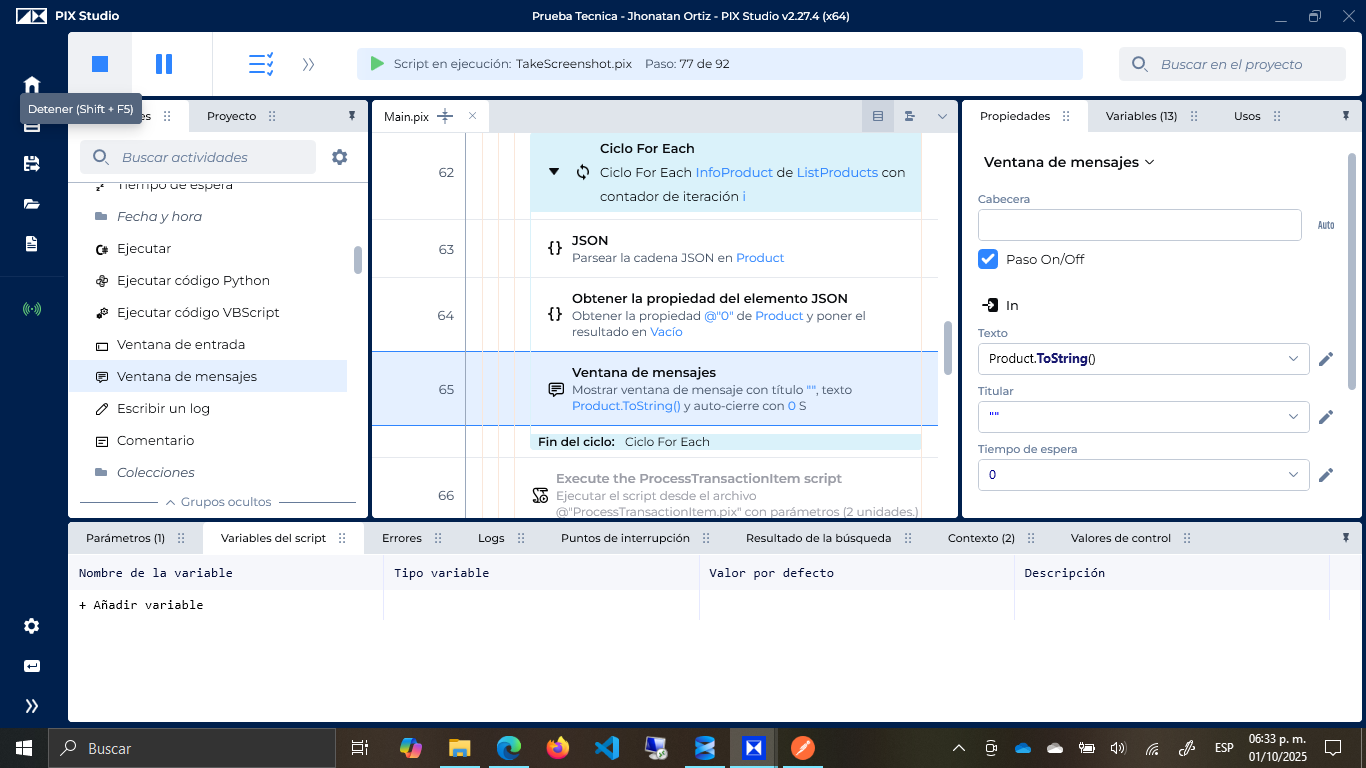 PIX Studio
Prueba Tecnica - Jhonatan Ortiz - PIX Studio v2.27.4 (x64)
Script en ejecución: TakeScreenshot.pix Paso: 77 de 92
Buscar en el proyecto
Detener (Shift + F5)
Proyecto
Buscar actividades
Tiempo de espera
Fecha y hora
Ejecutar
Ejecutar código Python
Ejecutar código VBScript
Ventana de entrada
Ventana de mensajes
Escribir un log
Comentario
Colecciones
Grupos ocultos
Main.pix
62
Ciclo For Each
Ciclo For Each InfoProduct de ListProducts con
contador de iteración i
63
JSON
Parsear la cadena JSON en Product
64
Obtener la propiedad del elemento JSON
Obtener la propiedad @"0" de Product y poner el
resultado en Vacío
65
Ventana de mensajes
Mostrar ventana de mensaje con título "", texto
Product.ToString() y auto-cierre con 0 S
Fin del ciclo: Ciclo For Each
66
Execute the ProcessTransactionItem script
Ejecutar el script desde el archivo
@"ProcessTransactionItem.pix" con parámetros (2 unidades.)
Propiedades
Variables (13)
Usos
Ventana de mensajes
Cabecera
Auto
Paso On/Off
In
Texto
Product.ToString()
Titular
""
Tiempo de espera
0
Parámetros (1)
Variables del script
Errores
Logs
Puntos de interrupción
Resultado de la búsqueda
Contexto (2)
Valores de control
Nombre de la variable
Tipo variable
Valor por defecto
Descripción
+ Añadir variable
Buscar
ESP
06:33 p. m.
01/10/2025